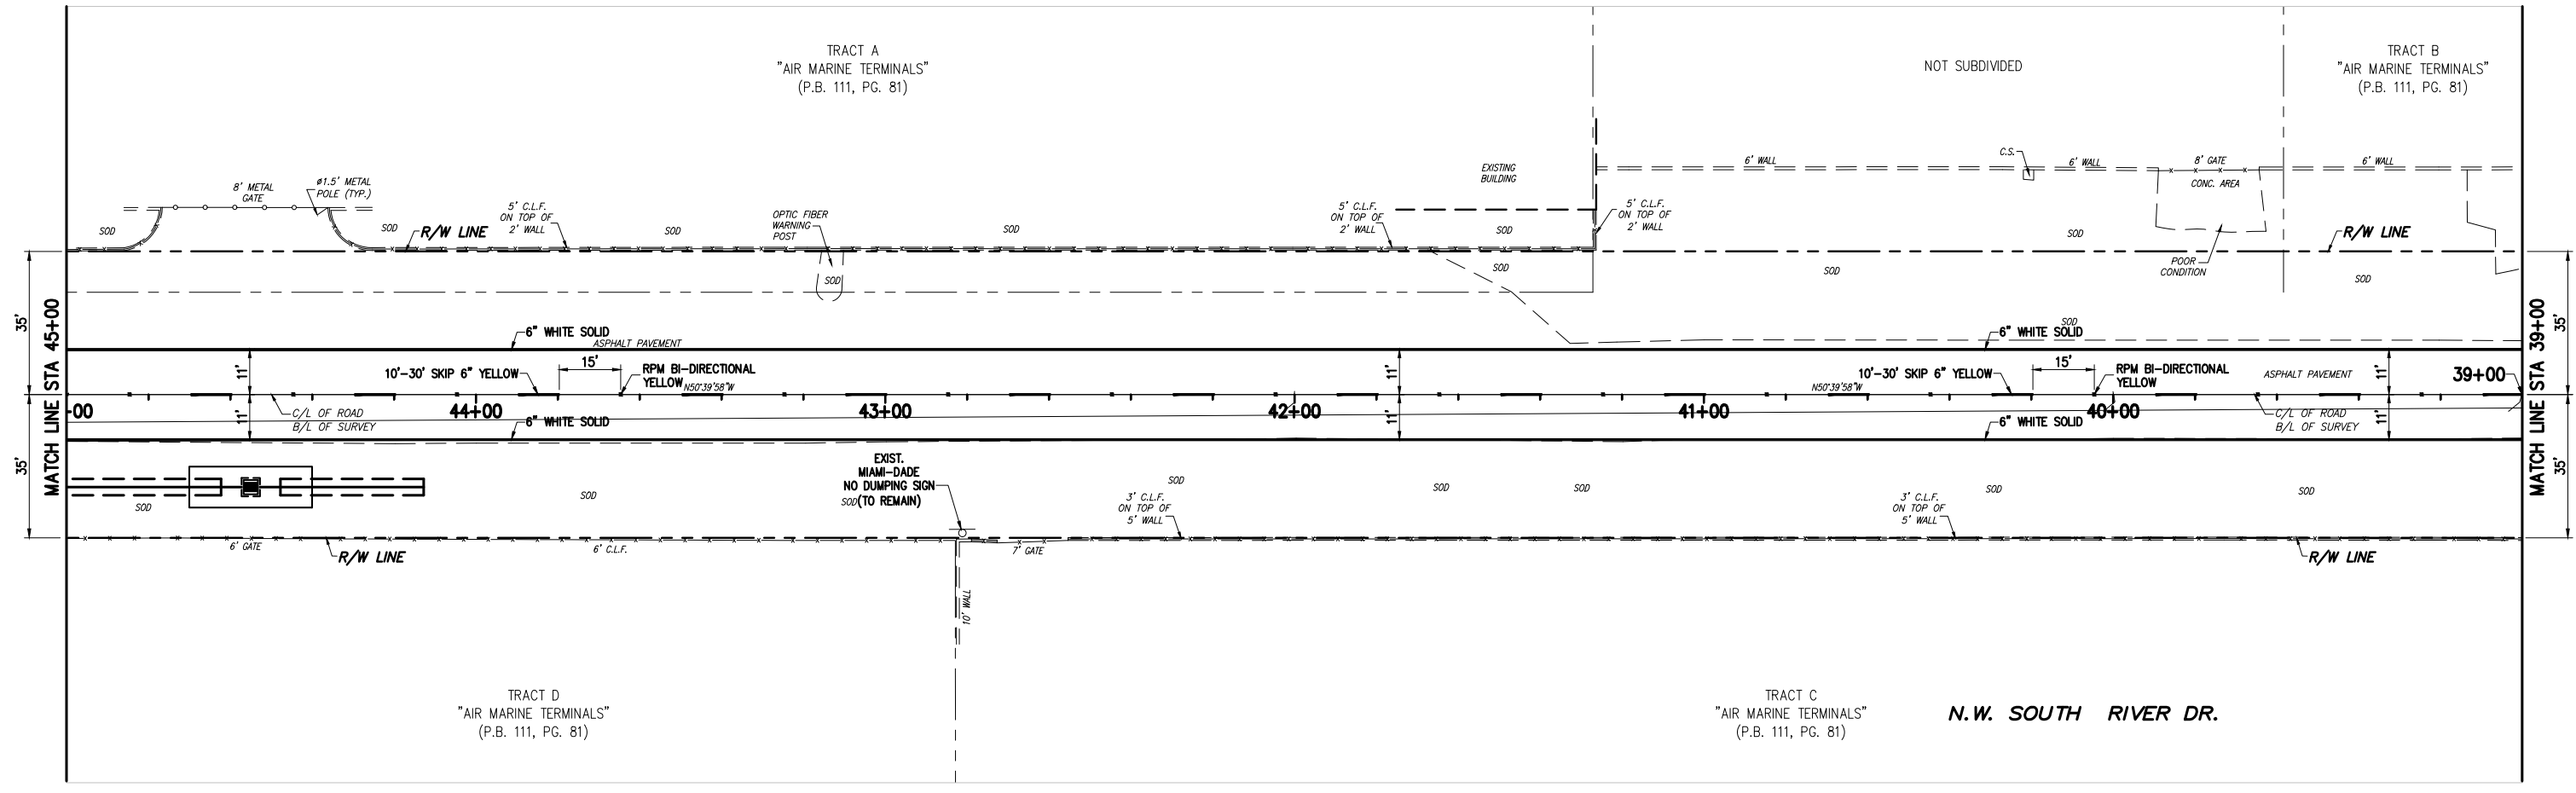 TRACT A
"AIR MARINE TERMINALS"
(P.B. 111, PG. 81)
NOT SUBDIVIDED
TRACT B
"AIR MARINE TERMINALS"
(P.B. 111, PG. 81)
8' METAL
GATE
ø1.5' METAL
POLE (TYP.)
SOD
SOD
R/W LINE
5' C.L.F.
ON TOP OF
2' WALL
SOD
OPTIC FIBER
WARNING
POST
SOD
SOD
5' C.L.F.
ON TOP OF
2' WALL
EXISTING
BUILDING
SOD
SOD
5' C.L.F.
ON TOP OF
2' WALL
6' WALL
C.S.
6' WALL
8' GATE
CONC. AREA
6' WALL
SOD
R/W LINE
POOR
CONDITION
SOD
SOD
SOD
MATCH LINE STA 45+00
35'
35'
6" WHITE SOLID
ASPHALT PAVEMENT
11'
11'
10'-30' SKIP 6" YELLOW
15'
RPM BI-DIRECTIONAL
YELLOW
N50°39'58"W
-00
C/L OF ROAD
B/L OF SURVEY
44+00
43+00
42+00
41+00
40+00
39+00
6" WHITE SOLID
11'
11'
6" WHITE SOLID
N50°39'58"W
10'-30' SKIP 6" YELLOW
15'
RPM BI-DIRECTIONAL
YELLOW
ASPHALT PAVEMENT
11'
11'
C/L OF ROAD
B/L OF SURVEY
6" WHITE SOLID
MATCH LINE STA 39+00
35'
35'
SOD
SOD
EXIST.
MIAMI-DADE
NO DUMPING SIGN
(TO REMAIN)
SOD
SOD
SOD
SOD
SOD
SOD
3' C.L.F.
ON TOP OF
5' WALL
3' C.L.F.
ON TOP OF
5' WALL
6' GATE
R/W LINE
6' C.L.F.
7' GATE
10' WALL
R/W LINE
TRACT D
"AIR MARINE TERMINALS"
(P.B. 111, PG. 81)
TRACT C
"AIR MARINE TERMINALS"
(P.B. 111, PG. 81)
N.W. SOUTH RIVER DR.